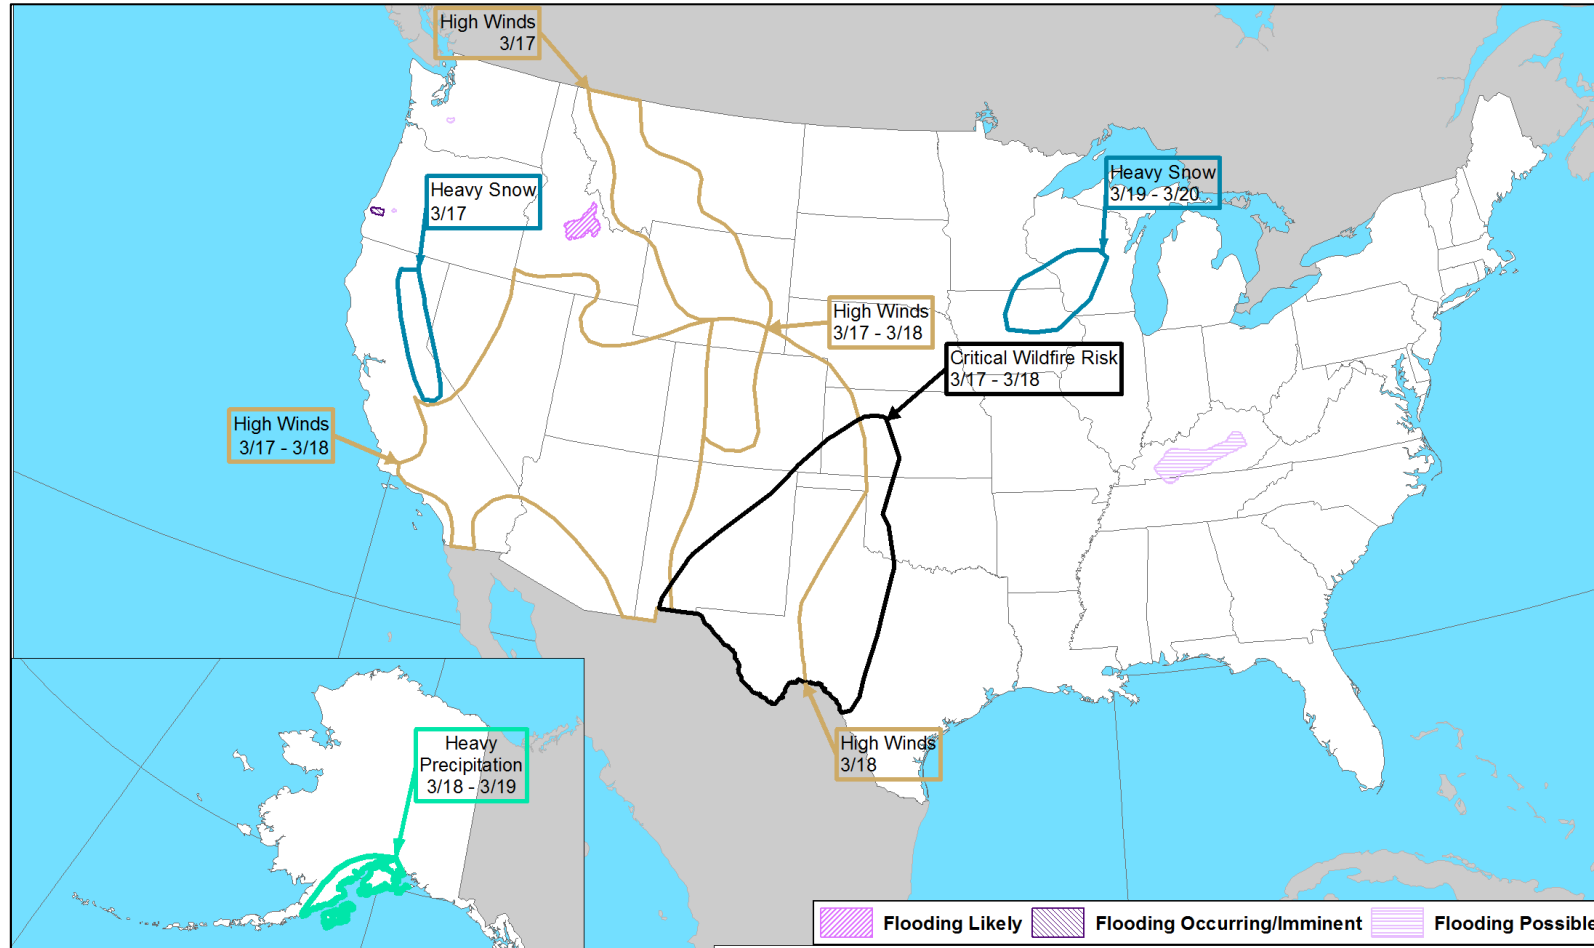 High Winds
3/17
Heavy Snow
3/17
Heavy Snow
3/19 - 3/20
High Winds
3/17 - 3/18
Critical Wildfire Risk
3/17 - 3/18
High Winds
3/17 - 3/18
High Winds
3/18
Heavy
Precipitation
3/18 - 3/19
Flooding Likely
Flooding Occurring/Imminent
Flooding Possible